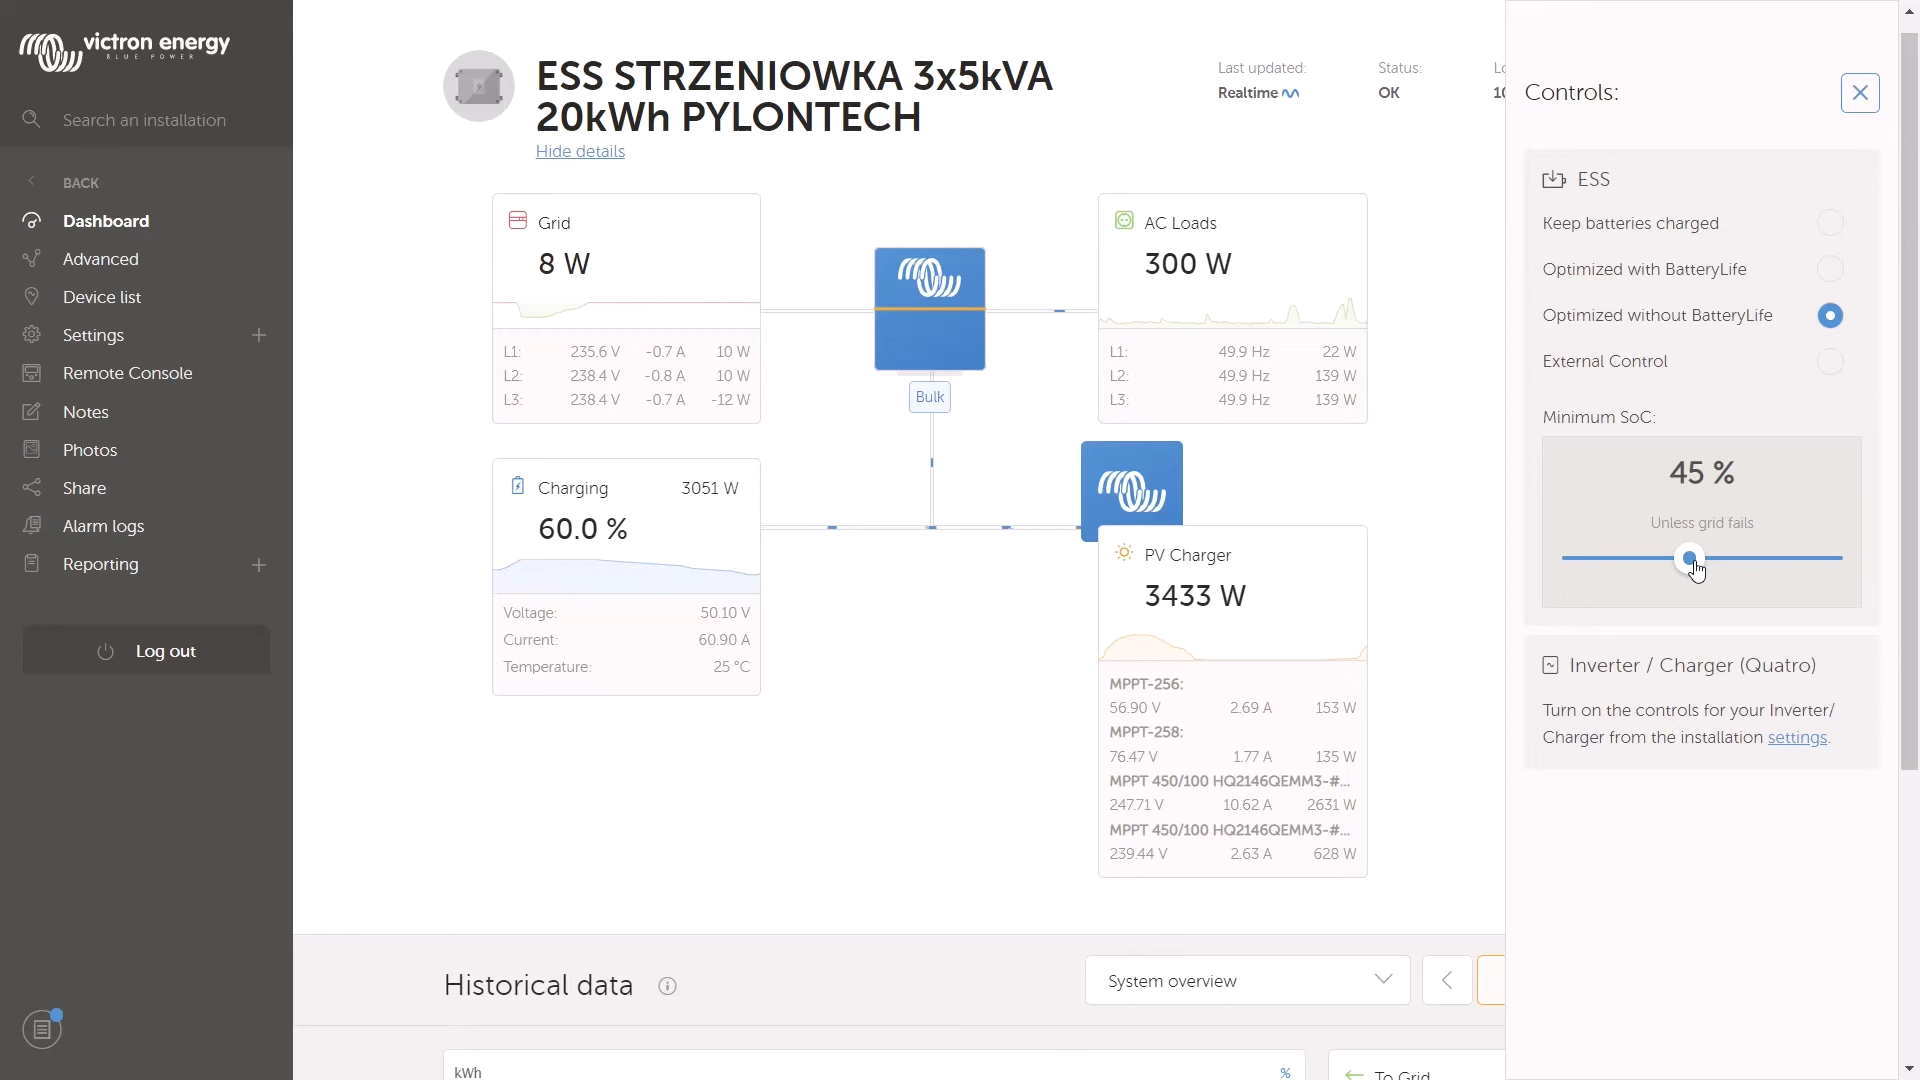 victron energy
BLUE POWER
Search an installation
BACK
Dashboard
Advanced
Device list
Settings
Remote Console
Notes
Photos
Share
Alarm logs
Reporting
Log out
ESS STRZENIOWKA 3x5kVA
20kWh PYLONTECH
Hide details
Last updated:
Realtime
Status:
OK
Grid
8 W
L1: 235.6 V -0.7 A 10 W
L2: 238.4 V -0.8 A 10 W
L3: 238.4 V -0.7 A -12 W
Bulk
AC Loads
300 W
L1: 49.9 Hz 22 W
L2: 49.9 Hz 139 W
L3: 49.9 Hz 139 W
Charging 3051 W
60.0 %
Voltage: 50.10 V
Current: 60.90 A
Temperature: 25 °C
PV Charger
3433 W
MPPT-256:
56.90 V 2.69 A 153 W
MPPT-258:
76.47 V 1.77 A 135 W
MPPT 450/100 HQ2146QEMM3-#...
247.71 V 10.62 A 2631 W
MPPT 450/100 HQ2146QEMM3-#...
239.44 V 2.63 A 628 W
Historical data
System overview
kWh %
To Grid
Controls:
ESS
Keep batteries charged
Optimized with BatteryLife
Optimized without BatteryLife
External Control
Minimum SoC:
45 %
Unless grid fails
Inverter / Charger (Quatro)
Turn on the controls for your Inverter/
Charger from the installation settings.